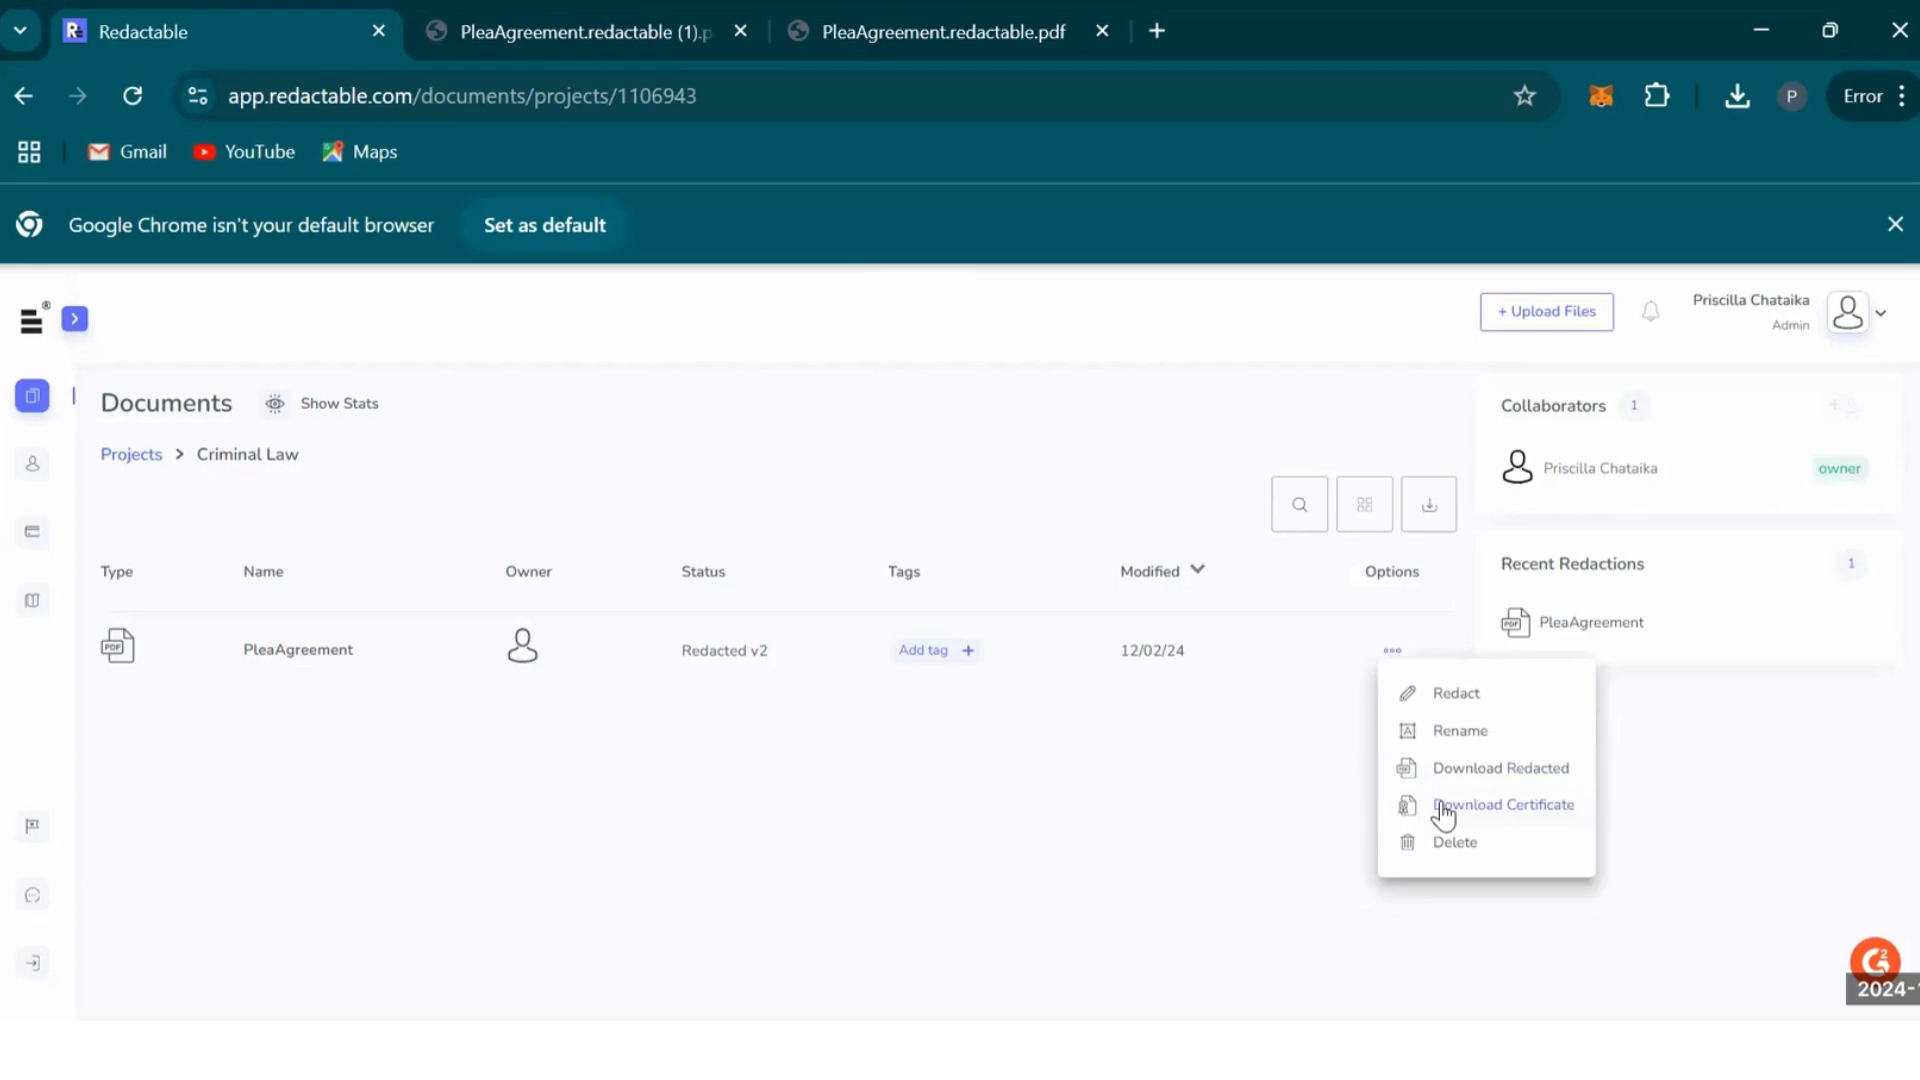 Redactable
PleaAgreement.redactable (1).p
PleaAgreement.redactable.pdf
app.redactable.com/documents/projects/1106943
P
Error
Gmail
YouTube
Maps
Google Chrome isn't your default browser
Set as default
+ Upload Files
Priscilla Chataika
Admin
Documents
Show Stats
Projects > Criminal Law
Collaborators 1
Priscilla Chataika
owner
Type Name Owner Status Tags Modified Options
PDF PleaAgreement Redacted v2 Add tag + 12/02/24
Recent Redactions 1
PDF PleaAgreement
Redact
Rename
Download Redacted
Download Certificate
Delete
2024-1